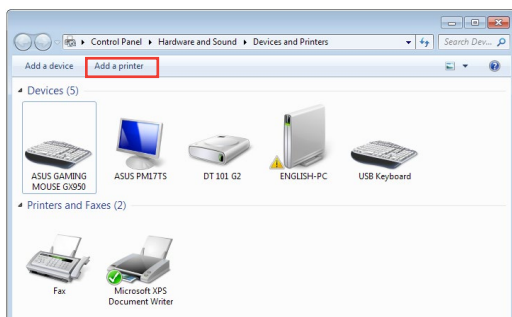 Control Panel Hardware and Sound Devices and Printers Search Dev...
Add a device Add a printer
Devices (5)
ASUS GAMING MOUSE GX950
ASUS PM17TS
DT 101 G2
ENGLISH-PC
USB Keyboard
Printers and Faxes (2)
Fax
Microsoft XPS Document Writer